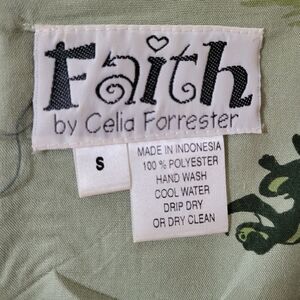 Faith
by Celia Forrester
S
MADE IN INDONESIA
100 % POLYESTER
HAND WASH
COOL WATER
DRIP DRY
OR DRY CLEAN